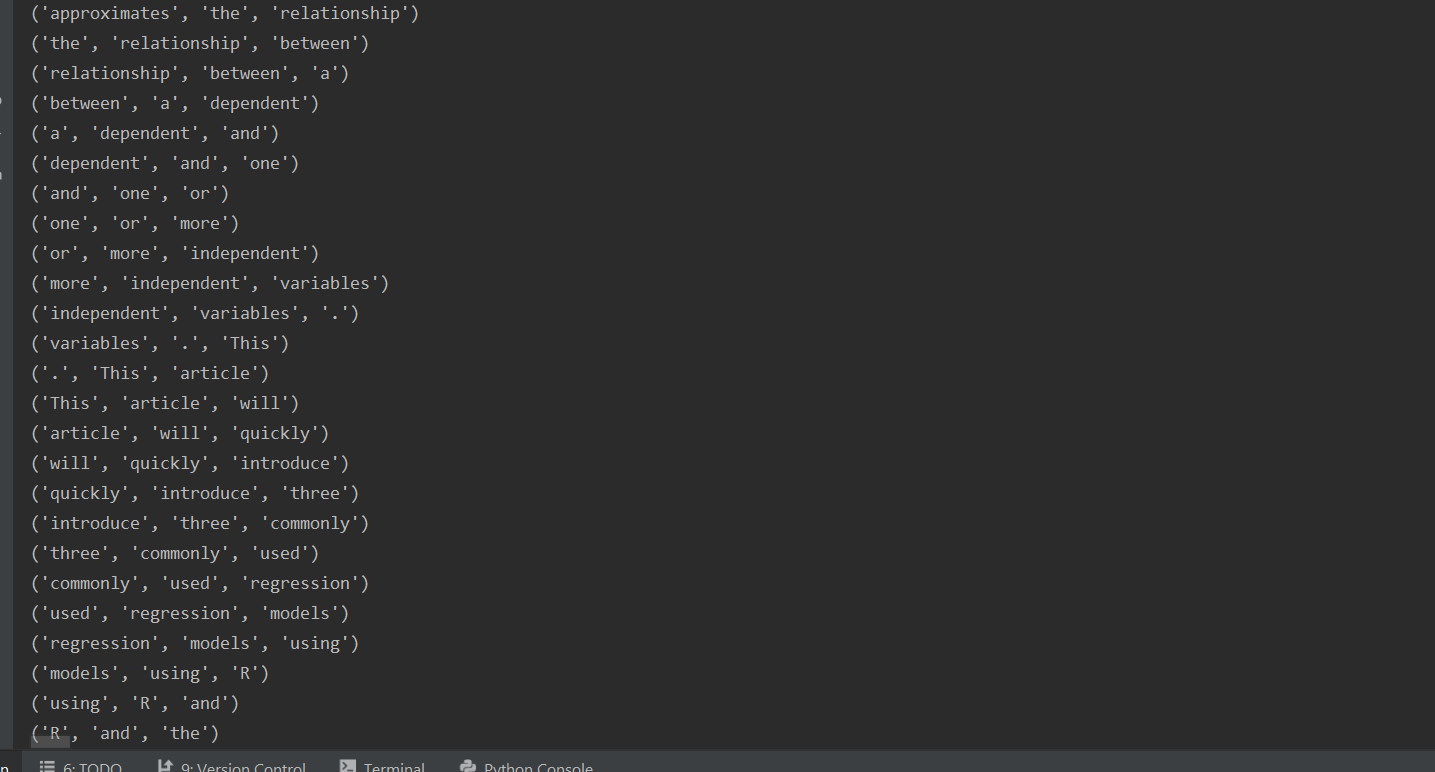 ('approximates', 'the', 'relationship')
('the', 'relationship', 'between')
('relationship', 'between', 'a')
('between', 'a', 'dependent')
('a', 'dependent', 'and')
('dependent', 'and', 'one')
('and', 'one', 'or')
('one', 'or', 'more')
('or', 'more', 'independent')
('more', 'independent', 'variables')
('independent', 'variables', '.')
('variables', '.', 'This')
('.', 'This', 'article')
('This', 'article', 'will')
('article', 'will', 'quickly')
('will', 'quickly', 'introduce')
('quickly', 'introduce', 'three')
('introduce', 'three', 'commonly')
('three', 'commonly', 'used')
('commonly', 'used', 'regression')
('used', 'regression', 'models')
('regression', 'models', 'using')
('models', 'using', 'R')
('using', 'R', 'and')
('R', 'and', 'the')
6: TODO 9: Version Control Terminal Python Console